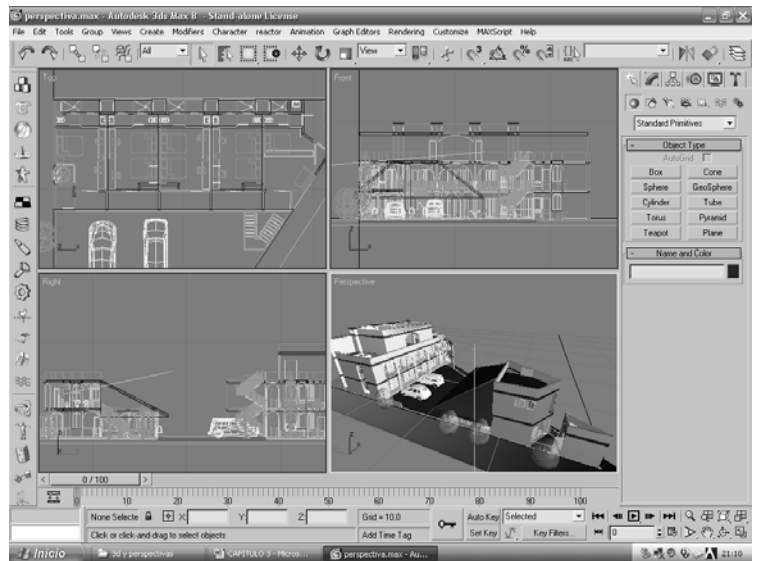 perspectiva.max - Autodesk 3ds Max 8 - Stand-alone License
File Edit Tools Group Views Create Modifiers Character reactor Animation Graph Editors Rendering Customize MAXScript Help
All View
Top Front
Standard Primitives
- Object Type
AutoGrid
Box Cone
Sphere GeoSphere
Cylinder Tube
Torus Pyramid
Teapot Plane
- Name and Color
Right Perspective
< 0 / 100 >
0 10 20 30 40 50 60 70 80 90 100
None Selecte X: Y: Z: Grid = 10,0 Auto Key Selected
Click or click-and-drag to select objects Add Time Tag Set Key Key Filters... 0
Inicio 3d y perspectivas CAPITULO 3 - Micros... perspectiva.max - Au... 21:10